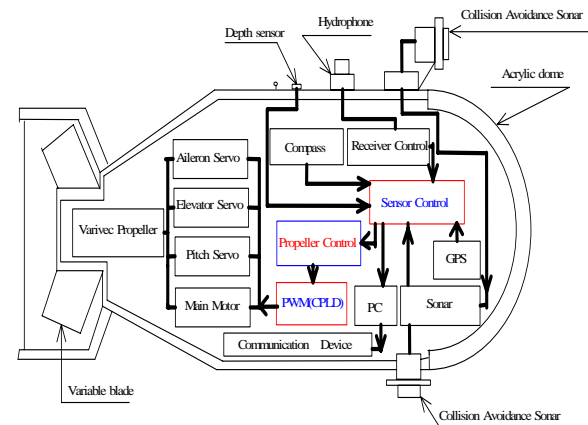 Collision Avoidance Sonar
Hydrophone
Depth sensor
Acrylic dome
Aileron Servo
Compass
Receiver Control
Elevator Servo
Sensor Control
Varivec Propeller
Propeller Control
Pitch Servo
GPS
PWM(CPLD)
PC
Sonar
Main Motor
Communication Device
Variable blade
Collision Avoidance Sonar